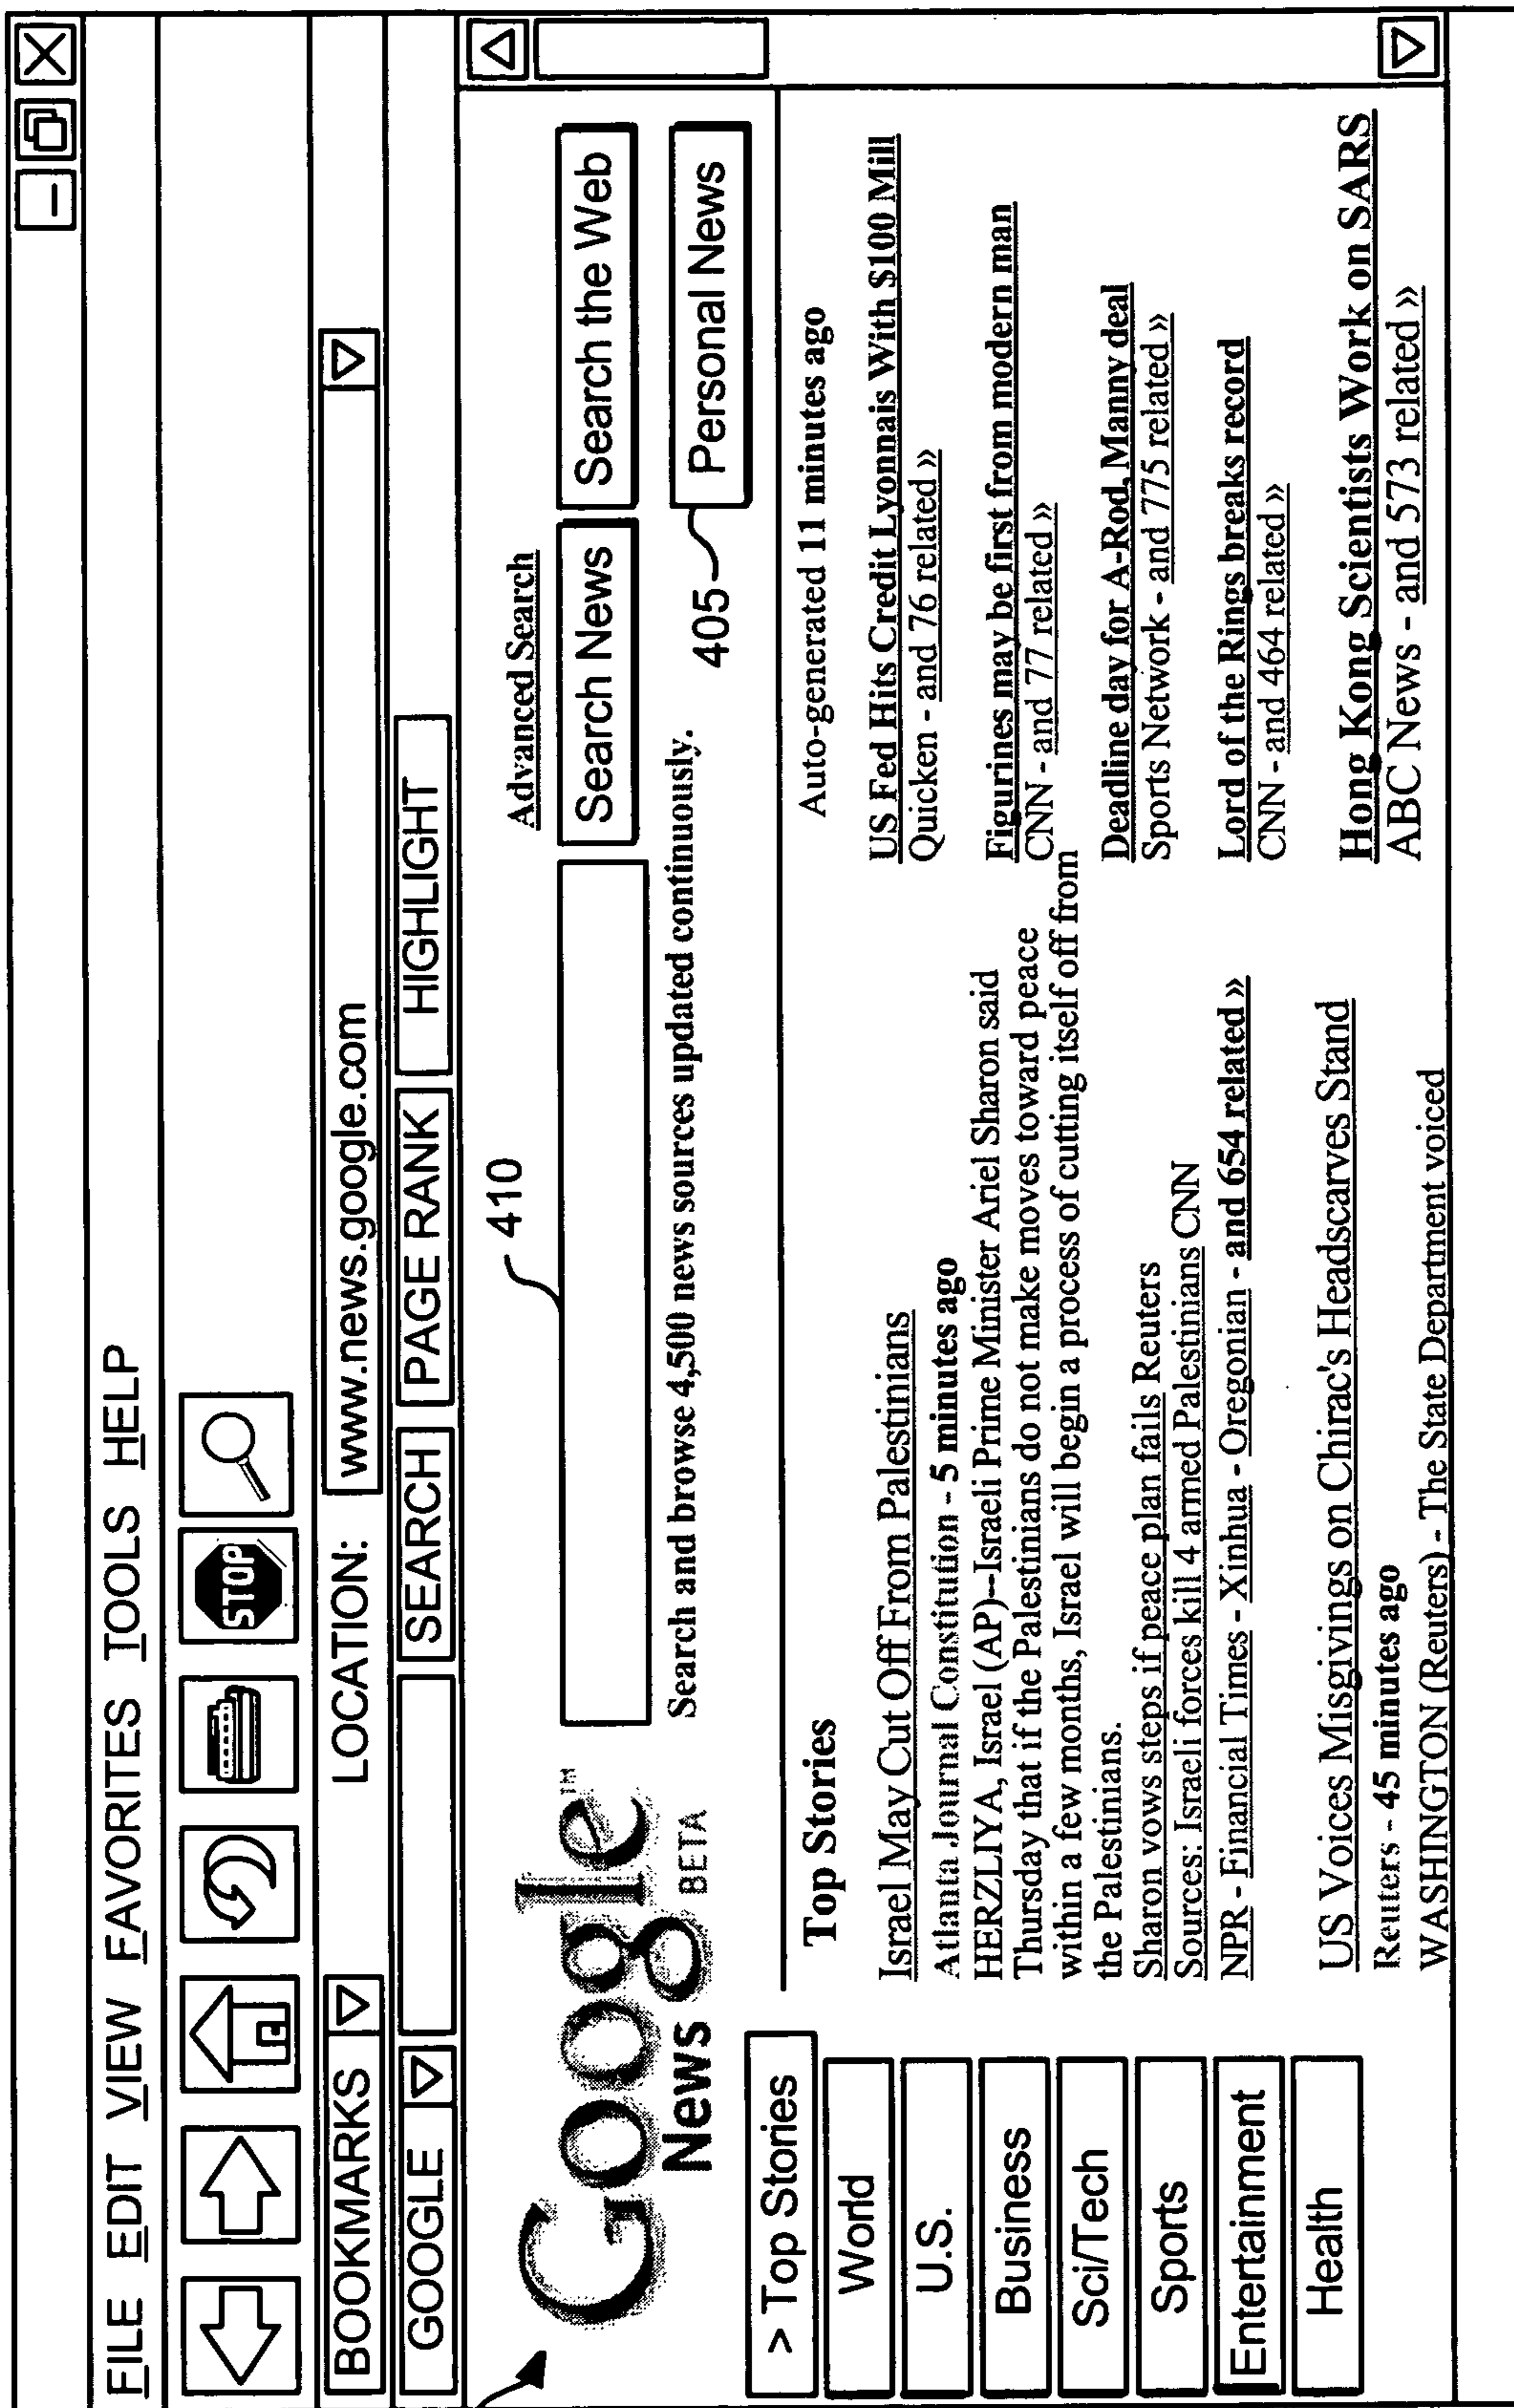 FILE EDIT VIEW FAVORITES TOOLS HELP
STOP
BOOKMARKS LOCATION: www.news.google.com
GOOGLE SEARCH PAGE RANK HIGHLIGHT
410
Google™
News BETA
Advanced Search
Search News Search the Web
Search and browse 4,500 news sources updated continuously.
405 Personal News
> Top Stories
World
U.S.
Business
Sci/Tech
Sports
Entertainment
Health
Top Stories
Auto-generated 11 minutes ago
Israel May Cut Off From Palestinians
Atlanta Journal Constitution - 5 minutes ago
HERZLIYA, Israel (AP)--Israeli Prime Minister Ariel Sharon said
Thursday that if the Palestinians do not make moves toward peace
within a few months, Israel will begin a process of cutting itself off from
the Palestinians.
Sharon vows steps if peace plan fails Reuters
Sources: Israeli forces kill 4 armed Palestinians CNN
NPR - Financial Times - Xinhua - Oregonian - and 654 related »
US Voices Misgivings on Chirac's Headscarves Stand
Reuters - 45 minutes ago
WASHINGTON (Reuters) - The State Department voiced
US Fed Hits Credit Lyonnais With $100 Mill
Quicken - and 76 related »
Figurines may be first from modern man
CNN - and 77 related »
Deadline day for A-Rod, Manny deal
Sports Network - and 775 related »
Lord of the Rings breaks record
CNN - and 464 related »
Hong Kong Scientists Work on SARS
ABC News - and 573 related »